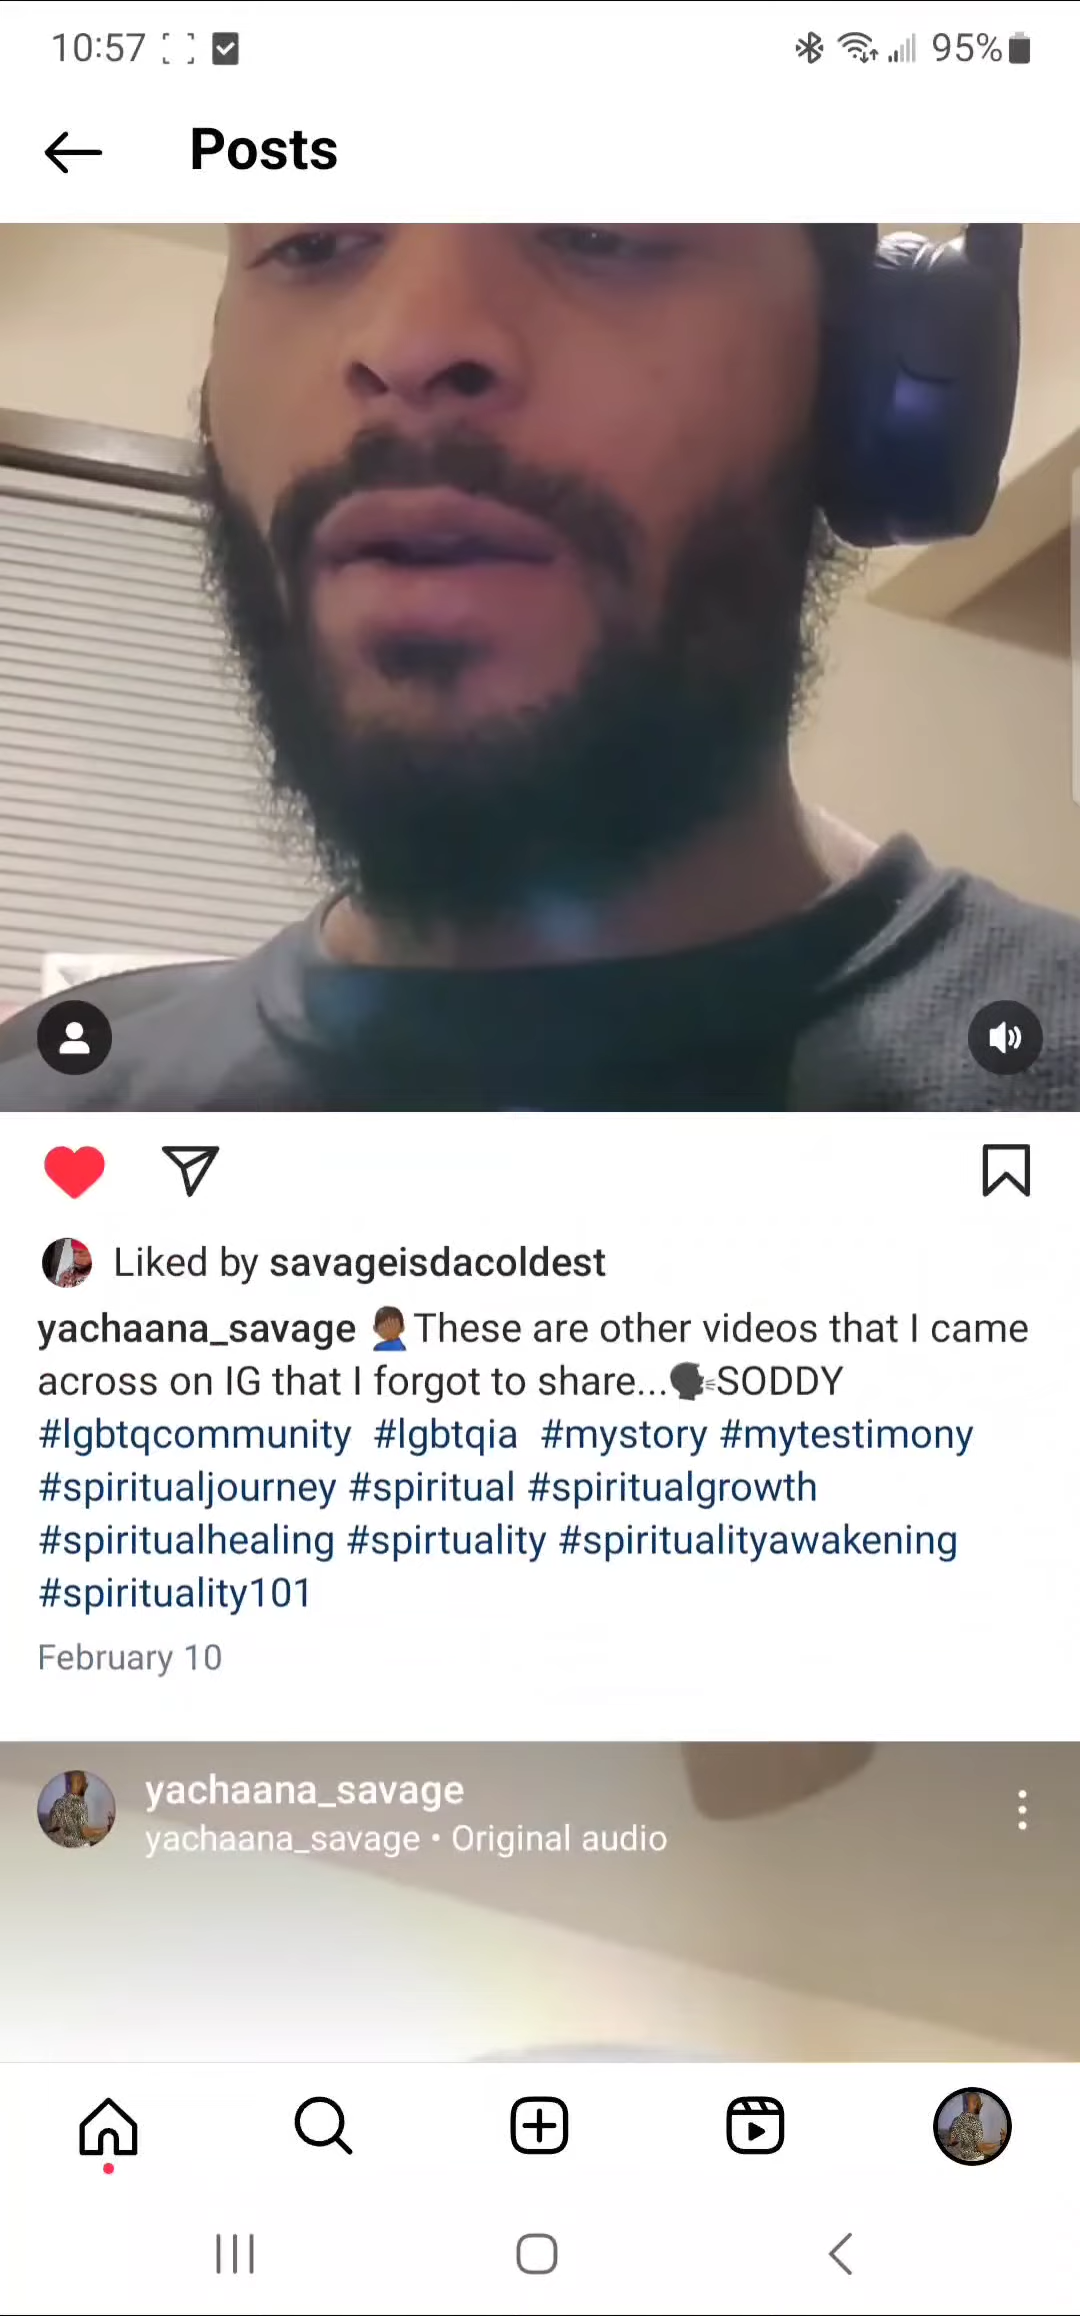 10:57 95%
Posts
Liked by savageisdacoldest
yachaana_savage 🤦🏾‍♂️These are other videos that I came
across on IG that I forgot to share...🗣SODDY
#lgbtqcommunity #lgbtqia #mystory #mytestimony
#spiritualjourney #spiritual #spiritualgrowth
#spiritualhealing #spirtuality #spiritualityawakening
#spirituality101
February 10
yachaana_savage
yachaana_savage • Original audio